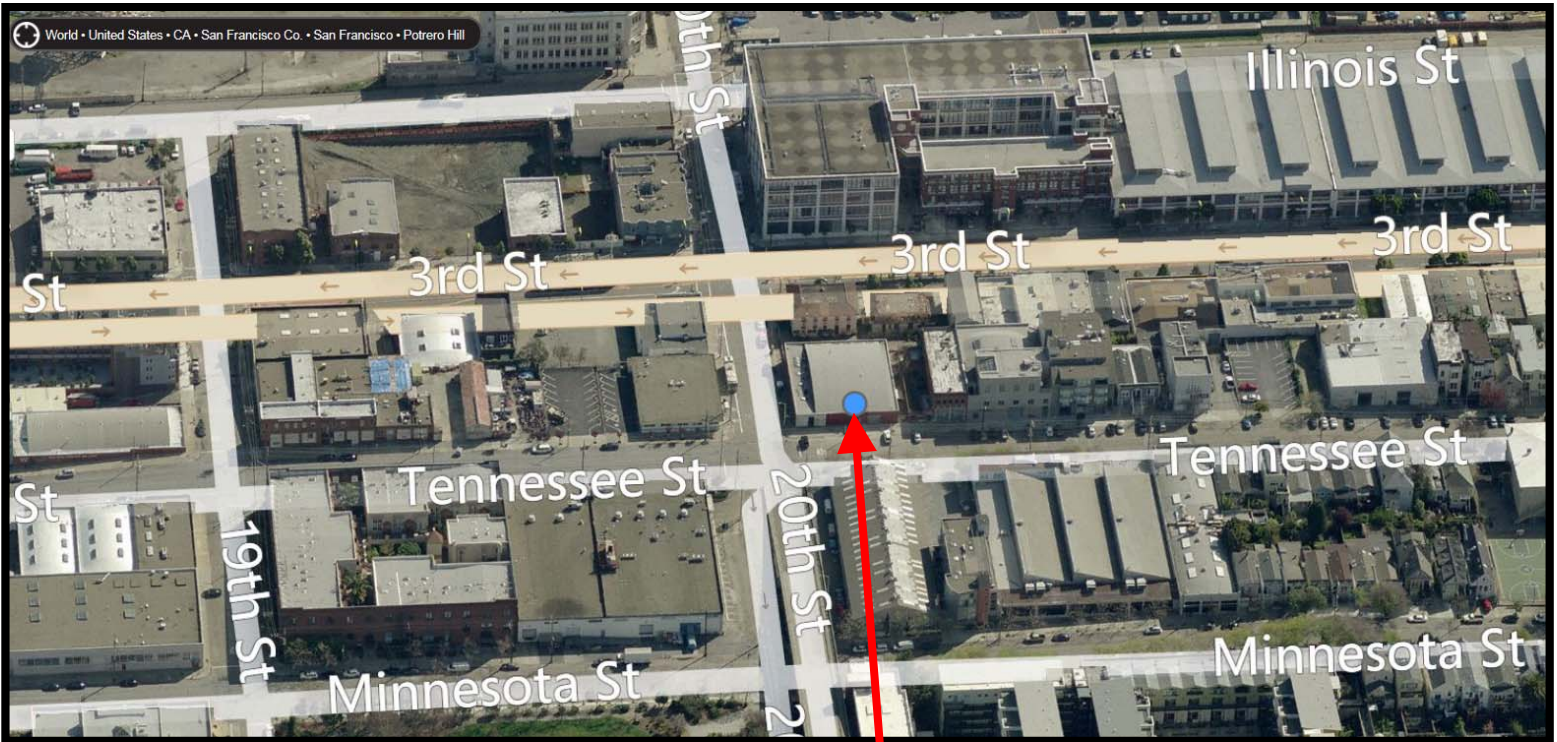 World • United States • CA • San Francisco Co. • San Francisco • Potrero Hill
0th St
Illinois St
St
3rd St
3rd St
3rd St
St
Tennessee St
Tennessee St
19th St
20th St
Minnesota St
Minnesota St